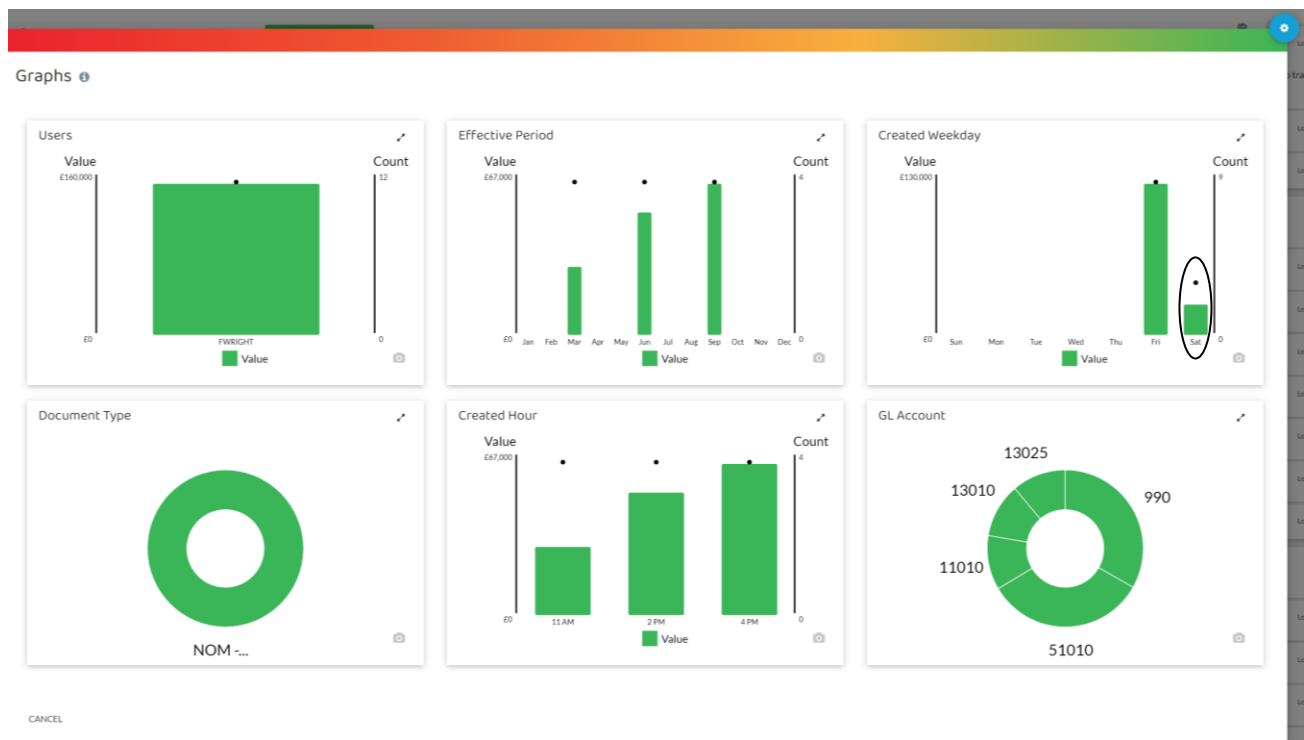 Graphs
Users
Value Count
£160,000 12
£0 0
FWRIGHT
Value
Effective Period
Value Count
£67,000 4
£0 Jan Feb Mar Apr May Jun Jul Aug Sep Oct Nov Dec 0
Value
Created Weekday
Value Count
£130,000 9
£0 Sun Mon Tue Wed Thu Fri Sat 0
Value
Document Type
NOM -...
Created Hour
Value Count
£67,000 4
£0 11 AM 2 PM 4 PM 0
Value
GL Account
13025
13010 990
11010
51010
CANCEL